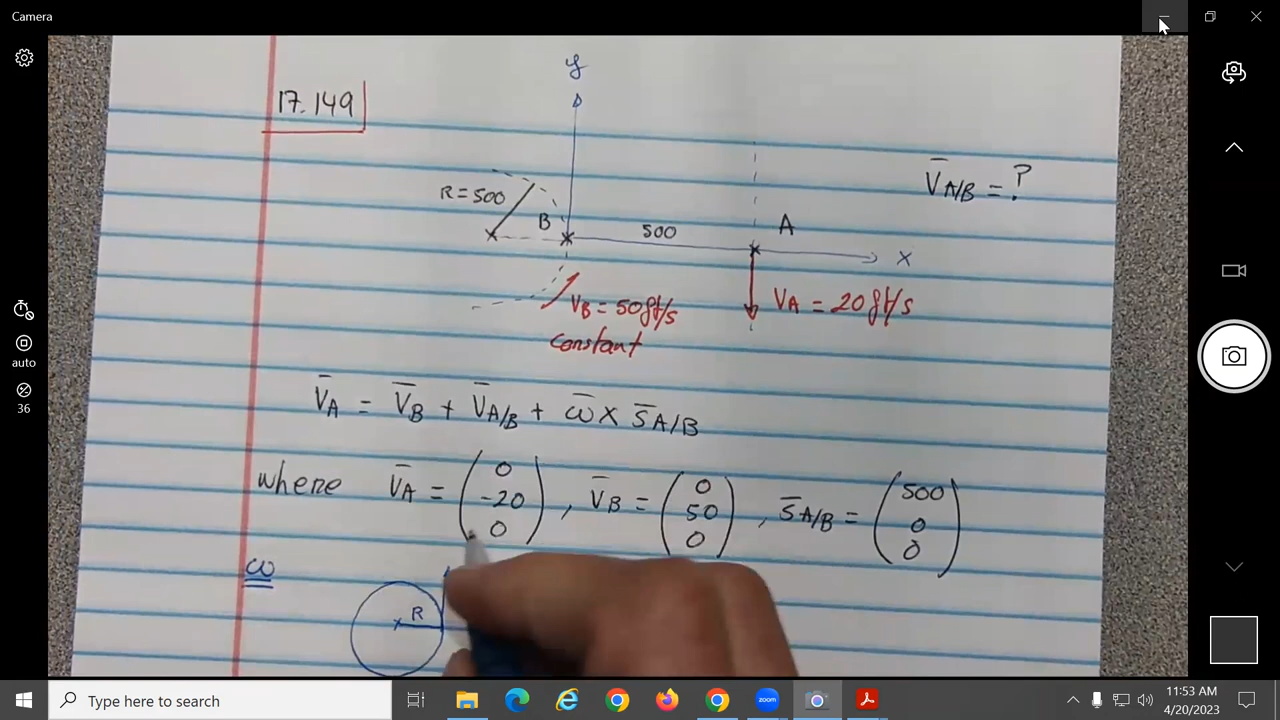 Camera
y
17.149
V̄A/B = ?
R = 500
B
500
A
x
VB = 50 ft/s
constant
VA = 20 ft/s
auto
36
V̄A = V̄B + V̄A/B + ω̄ x S̄A/B
where V̄A = (0 -20 0), V̄B = (0 50 0), S̄A/B = (500 0 0)
ω
R
Type here to search
zoom
11:53 AM
4/20/2023